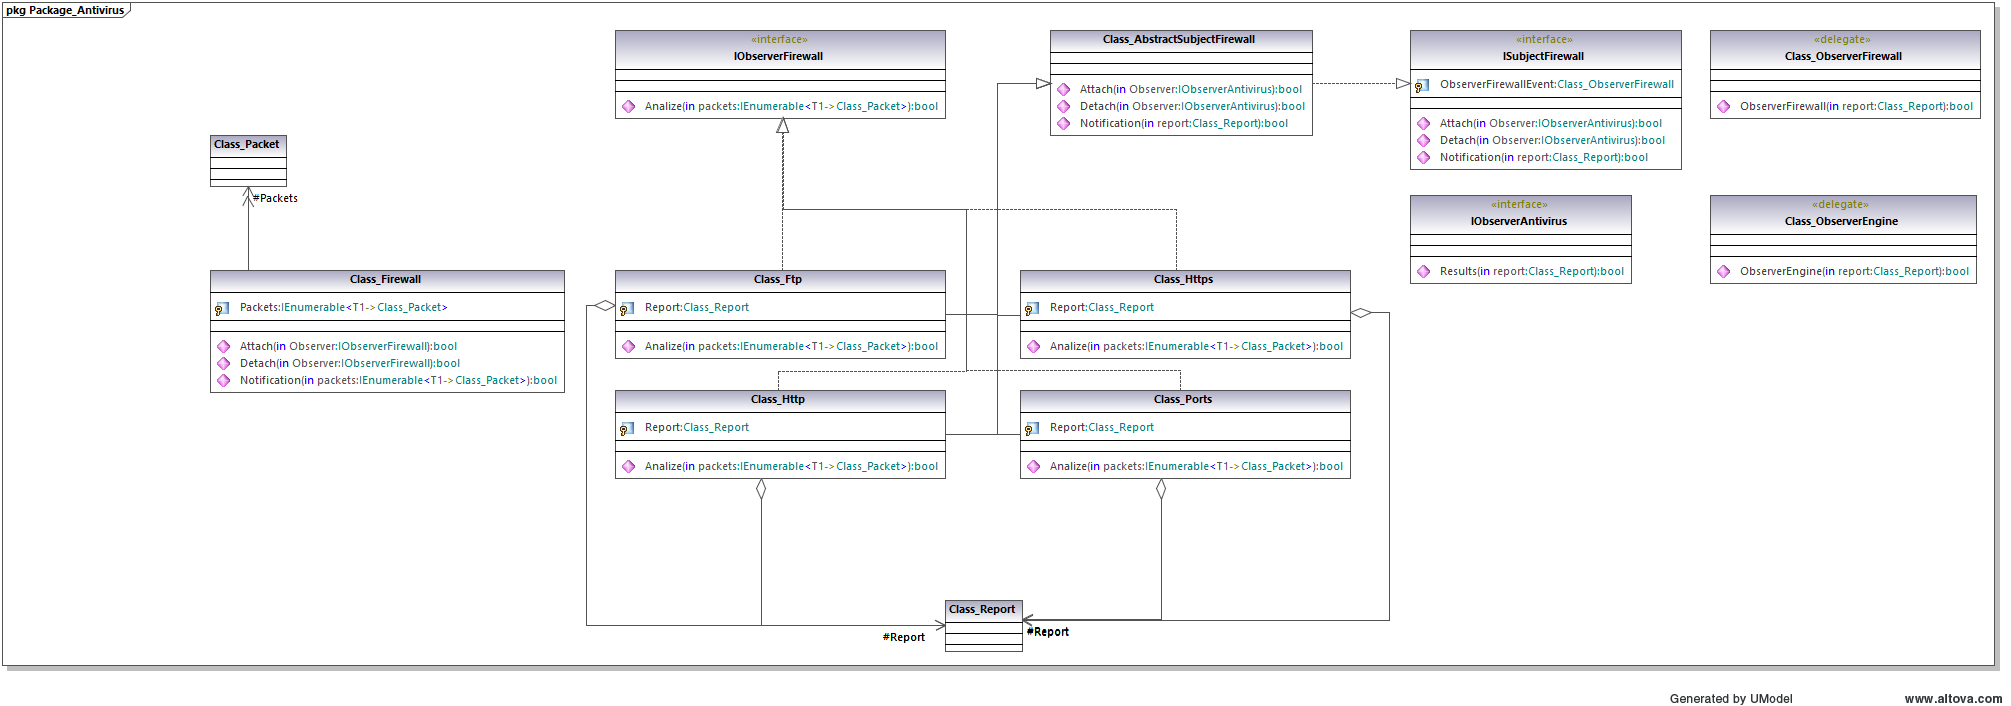 pkg Package_Antivirus
«interface»
IObserverFirewall
Analize(in packets:IEnumerable<T1->Class_Packet>):bool
Class_AbstractSubjectFirewall
Attach(in Observer:IObserverAntivirus):bool
Detach(in Observer:IObserverAntivirus):bool
Notification(in report:Class_Report):bool
«interface»
ISubjectFirewall
ObserverFirewallEvent:Class_ObserverFirewall
Attach(in Observer:IObserverAntivirus):bool
Detach(in Observer:IObserverAntivirus):bool
Notification(in report:Class_Report):bool
«delegate»
Class_ObserverFirewall
ObserverFirewall(in report:Class_Report):bool
Class_Packet
#Packets
«interface»
IObserverAntivirus
Results(in report:Class_Report):bool
«delegate»
Class_ObserverEngine
ObserverEngine(in report:Class_Report):bool
Class_Firewall
Packets:IEnumerable<T1->Class_Packet>
Attach(in Observer:IObserverFirewall):bool
Detach(in Observer:IObserverFirewall):bool
Notification(in packets:IEnumerable<T1->Class_Packet>):bool
Class_Ftp
Report:Class_Report
Analize(in packets:IEnumerable<T1->Class_Packet>):bool
Class_Https
Report:Class_Report
Analize(in packets:IEnumerable<T1->Class_Packet>):bool
Class_Http
Report:Class_Report
Analize(in packets:IEnumerable<T1->Class_Packet>):bool
Class_Ports
Report:Class_Report
Analize(in packets:IEnumerable<T1->Class_Packet>):bool
Class_Report
#Report
#Report
Generated by UModel
www.altova.com